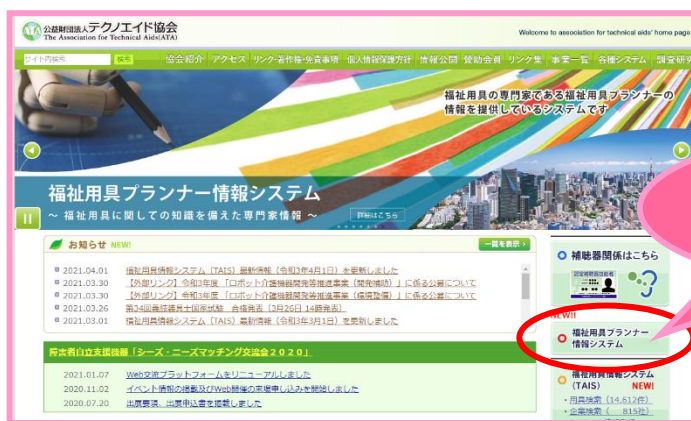 公益財団法人テクノエイド協会
The Association for Technical Aids(ATA)
Welcome to association for technical aids' home page
サイト内検索
検索
協会紹介 アクセス リンク・著作権・免責事項 個人情報保護方針 情報公開 賛助会員 リンク集 事業一覧 各種システム 調査研究
福祉用具の専門家である福祉用具プランナーの
情報を提供しているシステムです
福祉用具プランナー情報システム
～ 福祉用具に関しての知識を備えた専門家情報 ～
詳細はこちら
お知らせ NEW!
一覧を表示
2021.04.01 福祉用具情報システム（TAIS）最新情報（令和3年4月1日）を更新しました
2021.03.30 【外部リンク】令和3年度「ロボット介護機器開発等推進事業（開発補助）」に係る公募について
2021.03.30 【外部リンク】令和3年度「ロボット介護機器開発等推進事業（環境整備）」に係る公募について
2021.03.26 第34回義肢装具士国家試験 合格発表（3月26日 14時発表）
2021.03.01 福祉用具情報システム（TAIS）最新情報（令和3年3月1日）を更新しました
障害者自立支援機器「シーズ・ニーズマッチング交流会２０２０」
2021.01.07 Web交流プラットフォームをリニューアルしました
2020.11.02 イベント情報の掲載及びWeb開催の来場申し込みを開始しました
2020.07.20 出展要項、出展申込書を掲載しました
補聴器関係はこちら
NEW!!
福祉用具プランナー
情報システム
福祉用具情報システム
(TAIS) NEW!
・用具検索（14,612件）
・企業検索（ 815社）